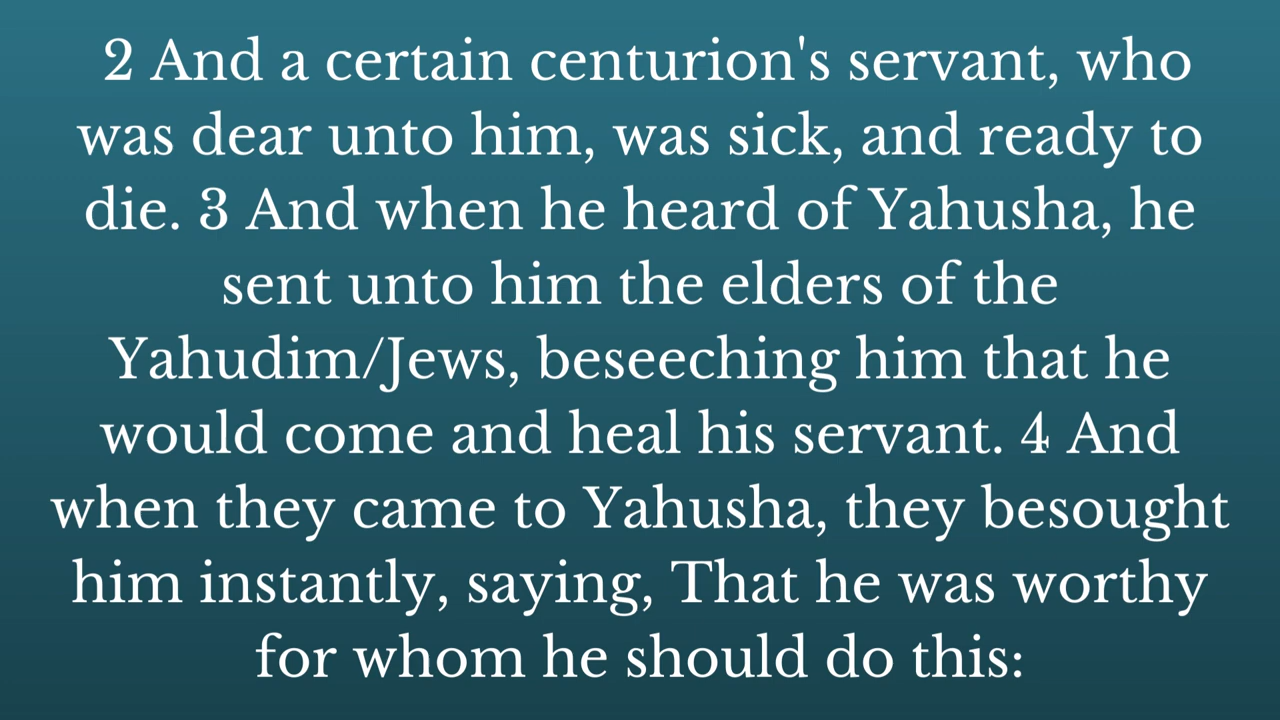 2 And a certain centurion's servant, who
was dear unto him, was sick, and ready to
die. 3 And when he heard of Yahusha, he
sent unto him the elders of the
Yahudim/Jews, beseeching him that he
would come and heal his servant. 4 And
when they came to Yahusha, they besought
him instantly, saying, That he was worthy
for whom he should do this: